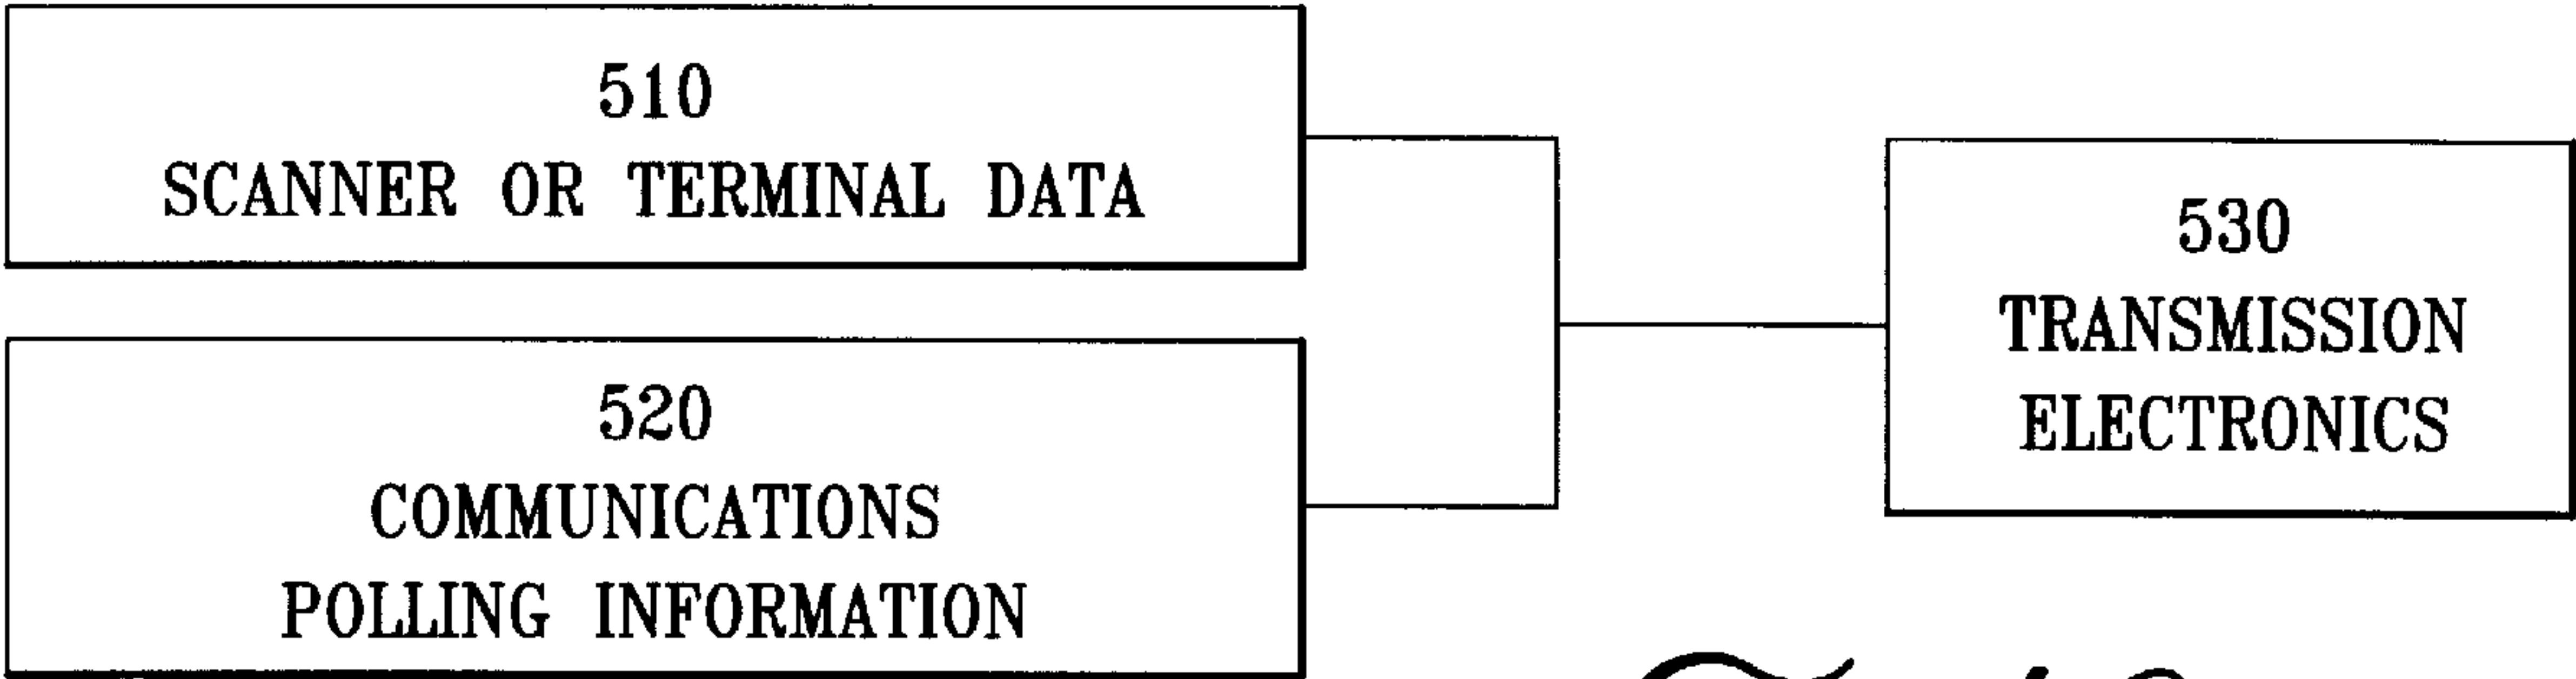 510
SCANNER OR TERMINAL DATA
520
COMMUNICATIONS
POLLING INFORMATION
530
TRANSMISSION
ELECTRONICS